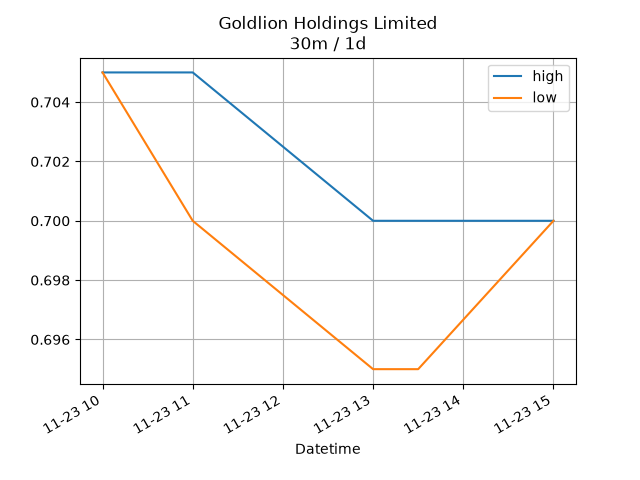 Goldlion Holdings Limited
30m / 1d
high
low
0.704
0.702
0.700
0.698
0.696
11-23 10
11-23 11
11-23 12
11-23 13
11-23 14
11-23 15
Datetime